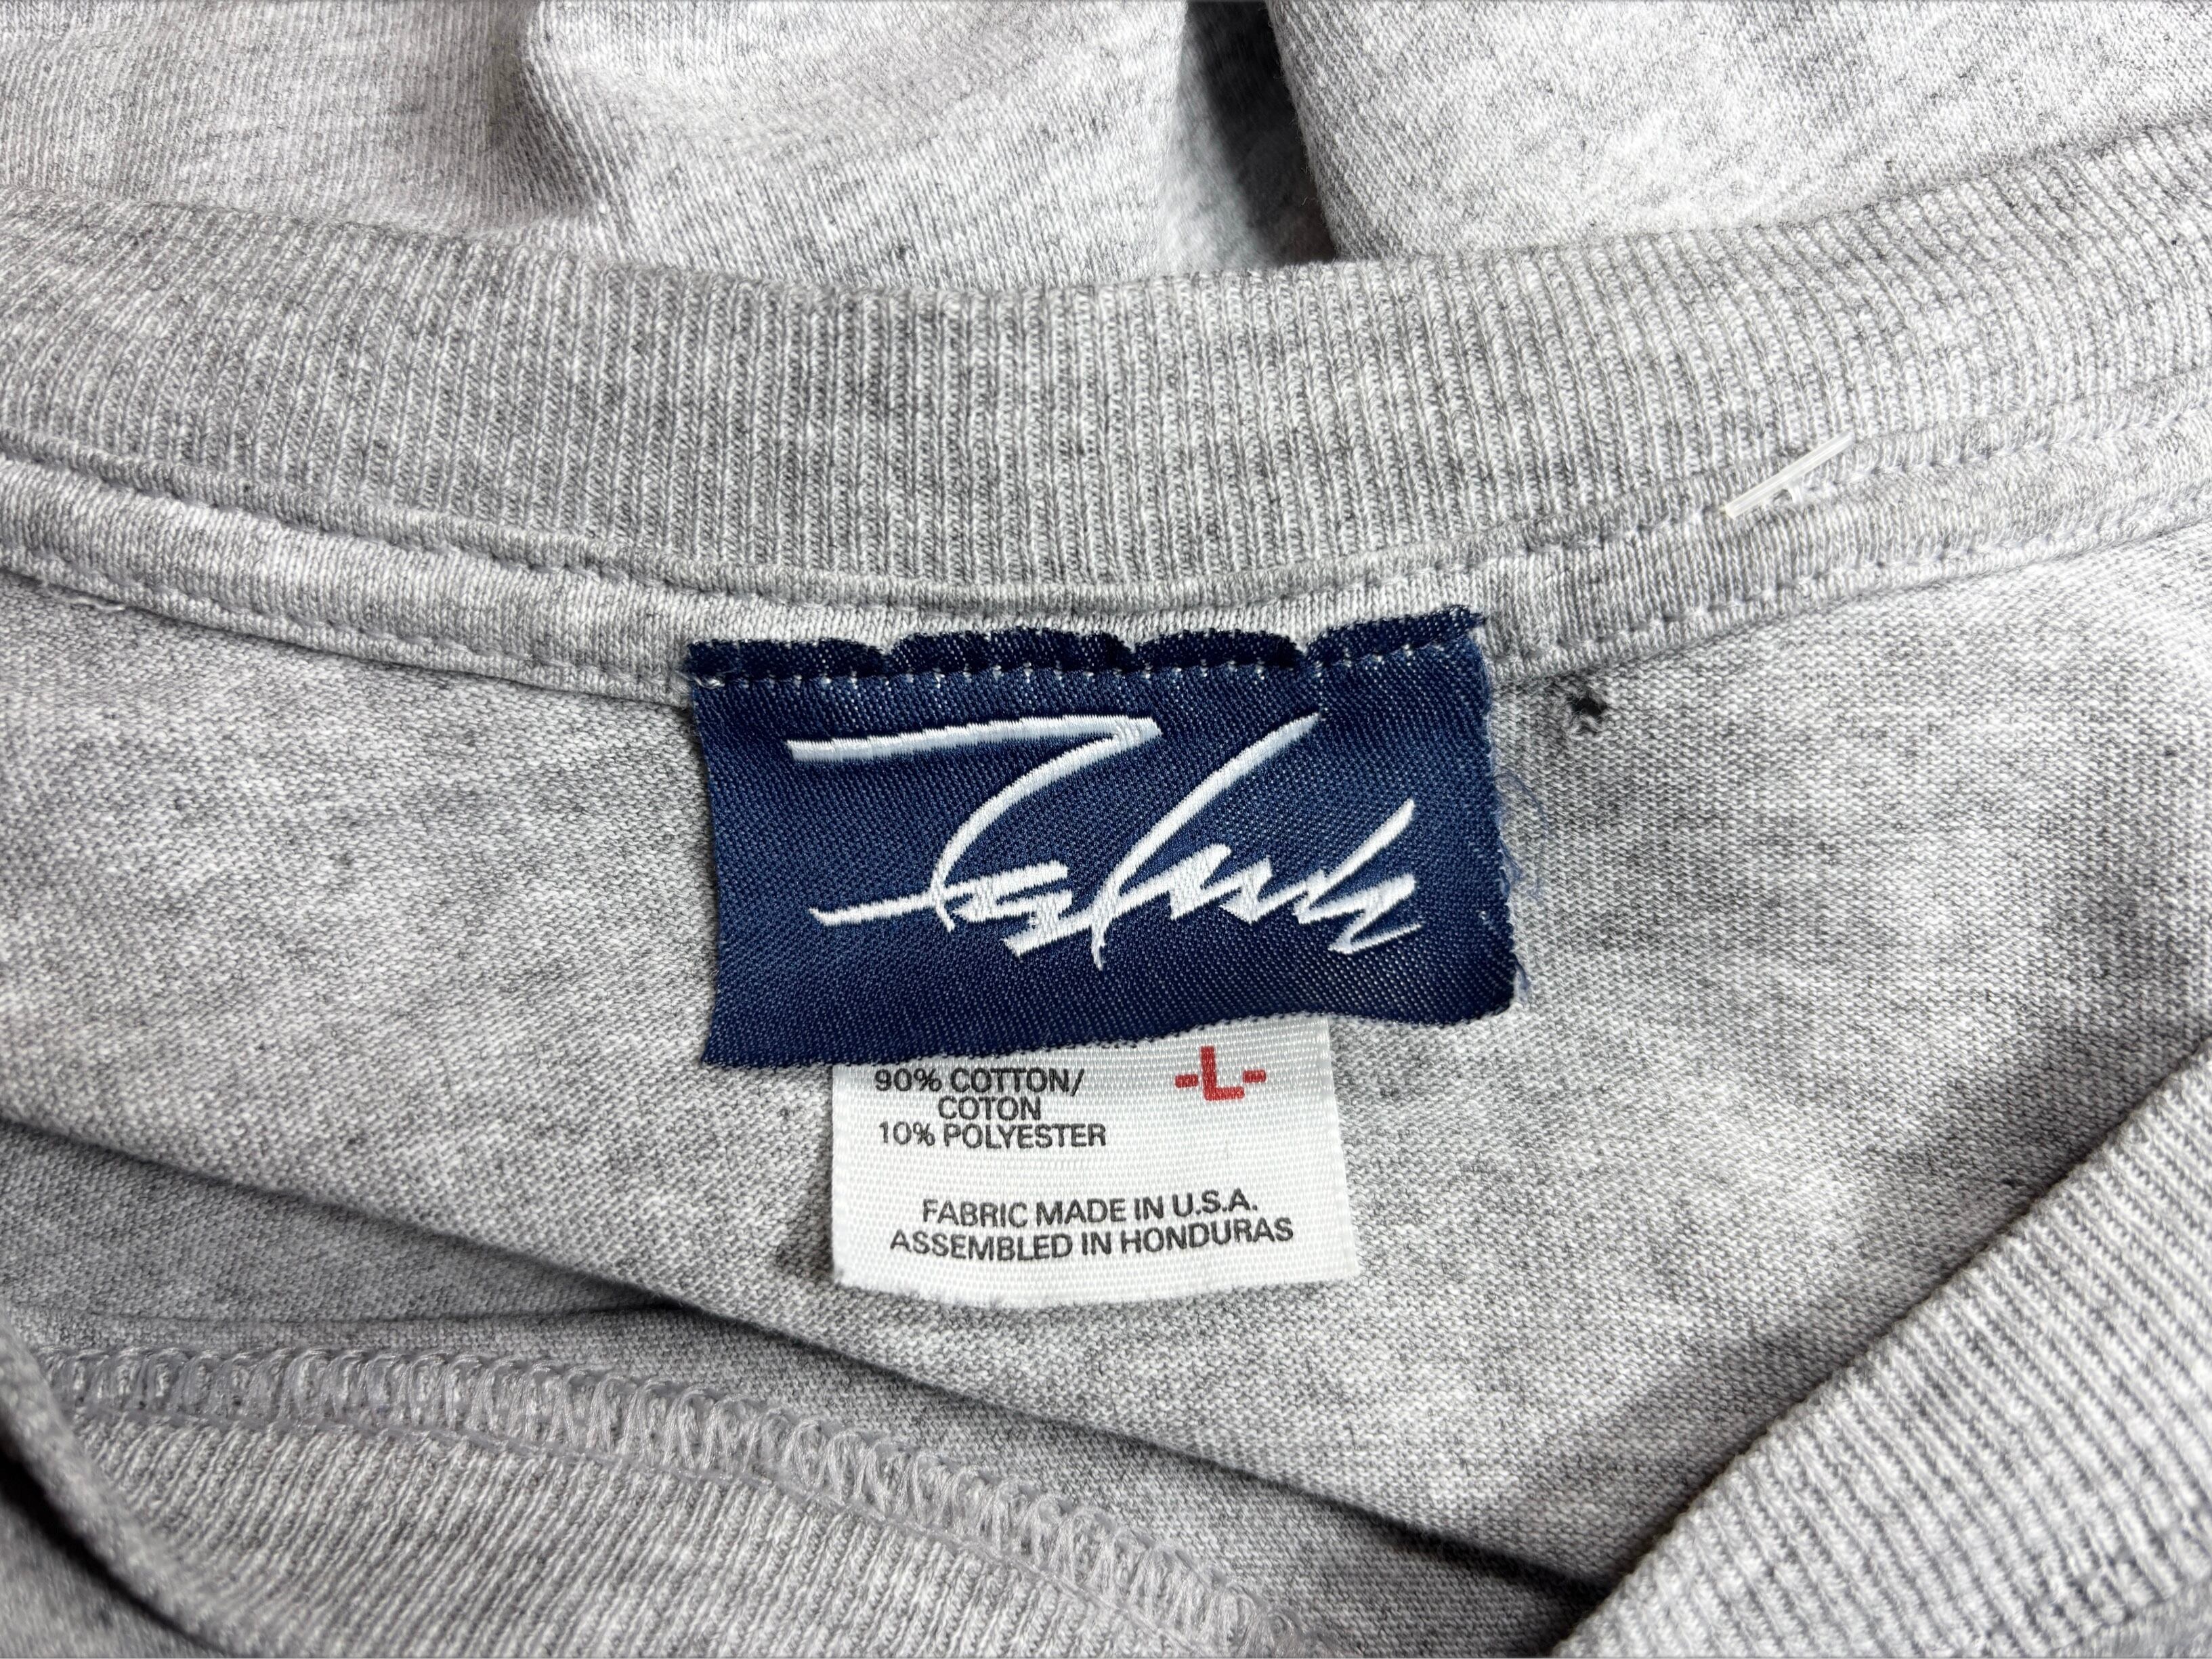 90% COTTON/ -L-
COTON
10% POLYESTER
FABRIC MADE IN U.S.A.
ASSEMBLED IN HONDURAS